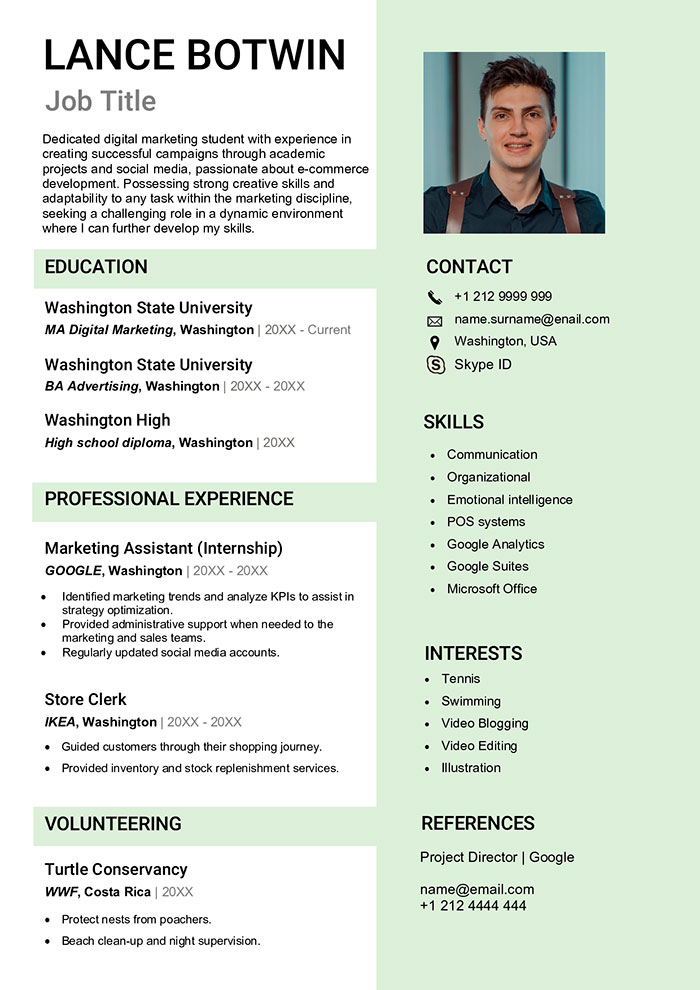 LANCE BOTWIN
Job Title
Dedicated digital marketing student with experience in
creating successful campaigns through academic
projects and social media, passionate about e-commerce
development. Possessing strong creative skills and
adaptability to any task within the marketing discipline,
seeking a challenging role in a dynamic environment
where I can further develop my skills.
EDUCATION
Washington State University
MA Digital Marketing, Washington | 20XX - Current
Washington State University
BA Advertising, Washington | 20XX - 20XX
Washington High
High school diploma, Washington | 20XX
PROFESSIONAL EXPERIENCE
Marketing Assistant (Internship)
GOOGLE, Washington | 20XX - 20XX
• Identified marketing trends and analyze KPIs to assist in
strategy optimization.
• Provided administrative support when needed to the
marketing and sales teams.
• Regularly updated social media accounts.
Store Clerk
IKEA, Washington | 20XX - 20XX
• Guided customers through their shopping journey.
• Provided inventory and stock replenishment services.
VOLUNTEERING
Turtle Conservancy
WWF, Costa Rica | 20XX
• Protect nests from poachers.
• Beach clean-up and night supervision.
CONTACT
+1 212 9999 999
name.surname@enail.com
Washington, USA
Skype ID
SKILLS
• Communication
• Organizational
• Emotional intelligence
• POS systems
• Google Analytics
• Google Suites
• Microsoft Office
INTERESTS
• Tennis
• Swimming
• Video Blogging
• Video Editing
• Illustration
REFERENCES
Project Director | Google
name@email.com
+1 212 4444 444